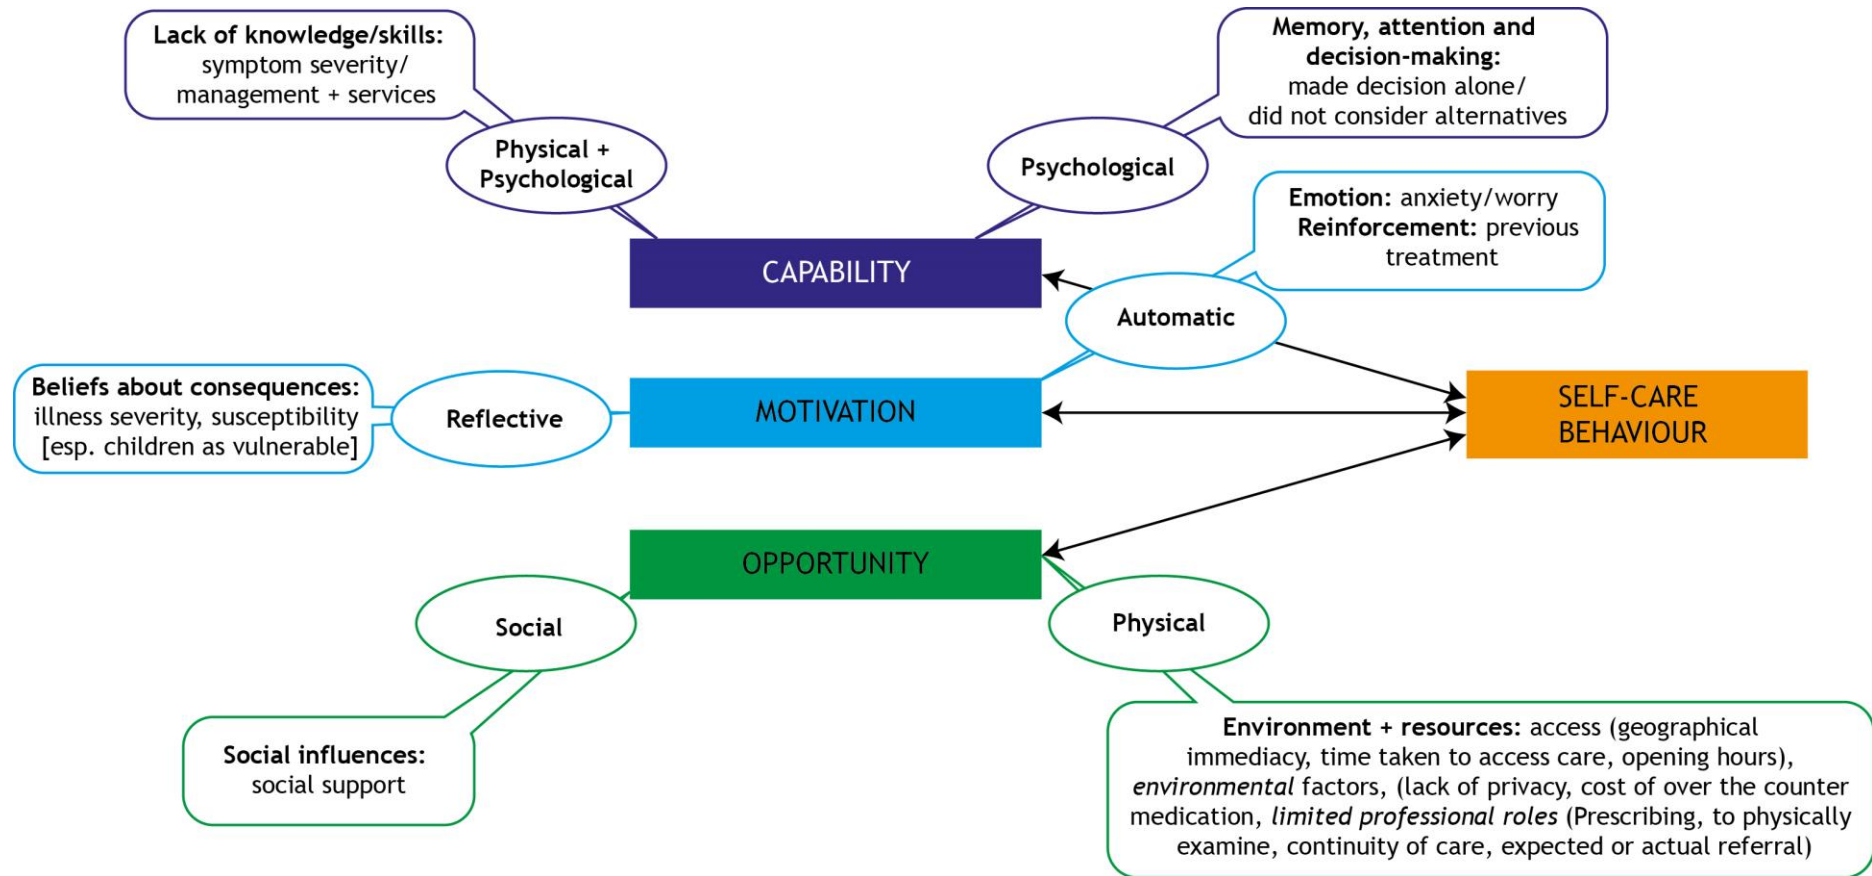 Lack of knowledge/skills:
symptom severity/
management + services
Memory, attention and
decision-making:
made decision alone/
did not consider alternatives
Physical +
Psychological
Psychological
Emotion: anxiety/worry
Reinforcement: previous
treatment
CAPABILITY
Automatic
Beliefs about consequences:
illness severity, susceptibility
[esp. children as vulnerable]
Reflective
MOTIVATION
SELF-CARE
BEHAVIOUR
OPPORTUNITY
Social
Physical
Social influences:
social support
Environment + resources: access (geographical
immediacy, time taken to access care, opening hours),
environmental factors, (lack of privacy, cost of over the counter
medication, limited professional roles (Prescribing, to physically
examine, continuity of care, expected or actual referral)